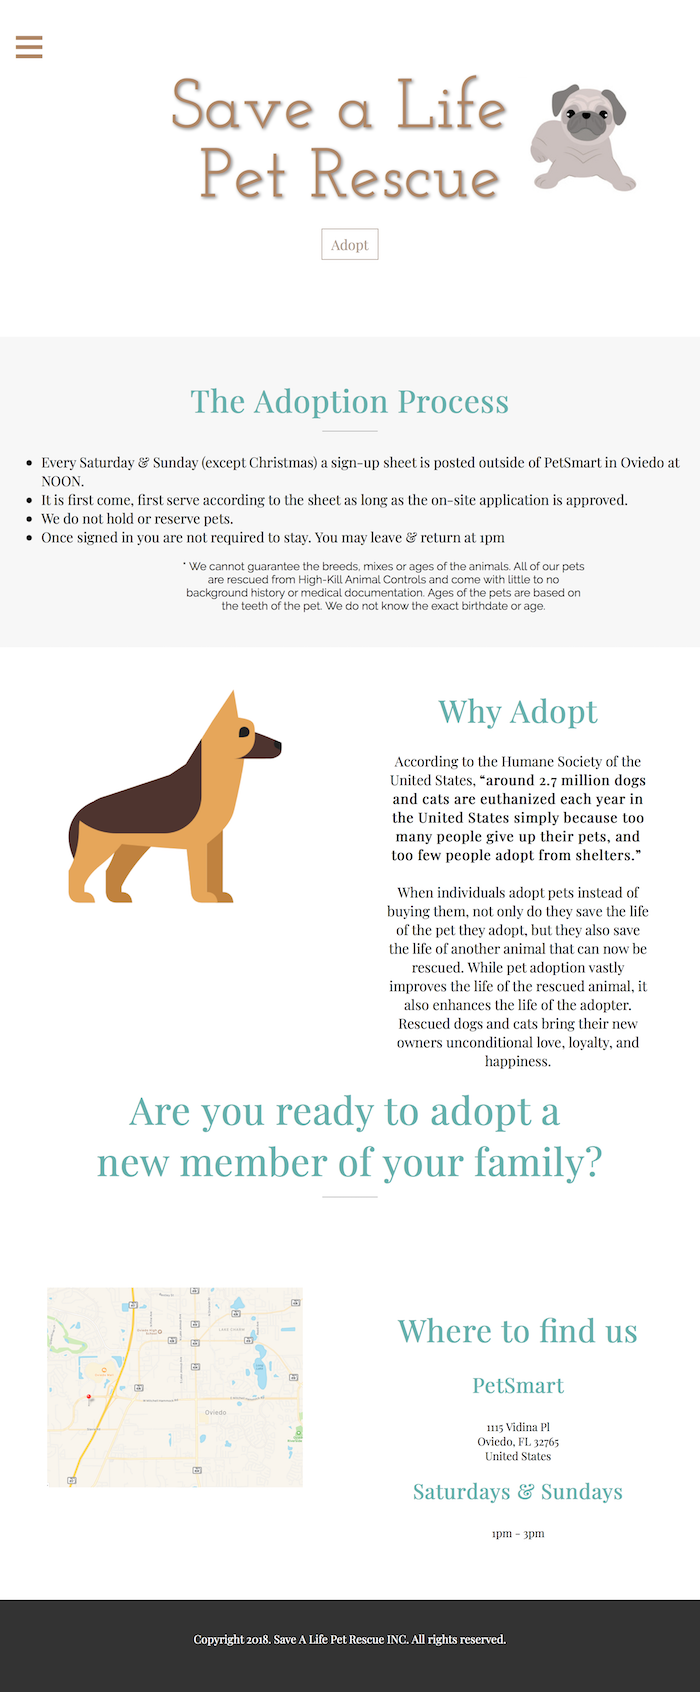 Save a Life
Pet Rescue
Adopt
The Adoption Process
Every Saturday & Sunday (except Christmas) a sign-up sheet is posted outside of PetSmart in Oviedo at
NOON.
It is first come, first serve according to the sheet as long as the on-site application is approved.
We do not hold or reserve pets.
Once signed in you are not required to stay. You may leave & return at 1pm
* We cannot guarantee the breeds, mixes or ages of the animals. All of our pets
are rescued from High-Kill Animal Controls and come with little to no
background history or medical documentation. Ages of the pets are based on
the teeth of the pet. We do not know the exact birthdate or age.
Why Adopt
According to the Humane Society of the
United States, “around 2.7 million dogs
and cats are euthanized each year in
the United States simply because too
many people give up their pets, and
too few people adopt from shelters.”
When individuals adopt pets instead of
buying them, not only do they save the life
of the pet they adopt, but they also save
the life of another animal that can now be
rescued. While pet adoption vastly
improves the life of the rescued animal, it
also enhances the life of the adopter.
Rescued dogs and cats bring their new
owners unconditional love, loyalty, and
happiness.
Are you ready to adopt a
new member of your family?
Oviedo
Where to find us
PetSmart
1115 Vidina Pl
Oviedo, FL 32765
United States
Saturdays & Sundays
1pm - 3pm
Copyright 2018. Save A Life Pet Rescue INC. All rights reserved.